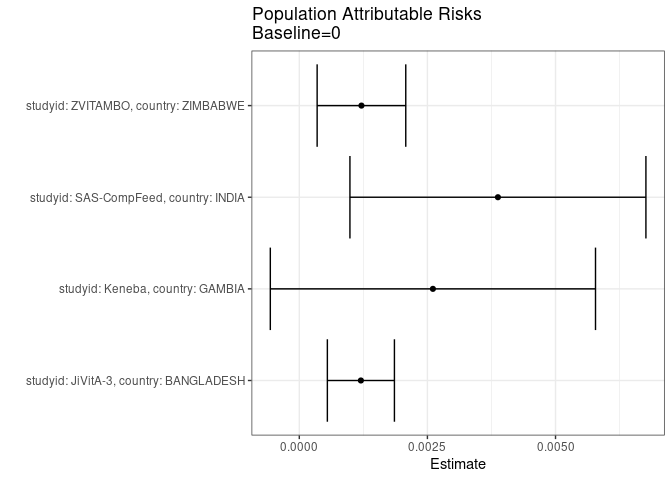 Population Attributable Risks
Baseline=0
studyid: ZVITAMBO, country: ZIMBABWE
studyid: SAS-CompFeed, country: INDIA
studyid: Keneba, country: GAMBIA
studyid: JiVitA-3, country: BANGLADESH
0.0000 0.0025 0.0050
Estimate